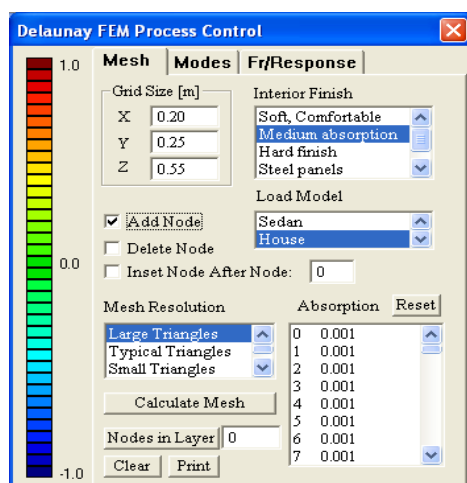 Delaunay FEM Process Control
Mesh Modes Fr/Response
1.0
0.0
-1.0
Grid Size [m]
X 0.20
Y 0.25
Z 0.55
Interior Finish
Soft, Comfortable
Medium absorption
Hard finish
Steel panels
Load Model
Sedan
House
Add Node
Delete Node
Inset Node After Node: 0
Mesh Resolution
Large Triangles
Typical Triangles
Small Triangles
Absorption Reset
0 0.001
1 0.001
2 0.001
3 0.001
4 0.001
5 0.001
6 0.001
7 0.001
Calculate Mesh
Nodes in Layer 0
Clear Print